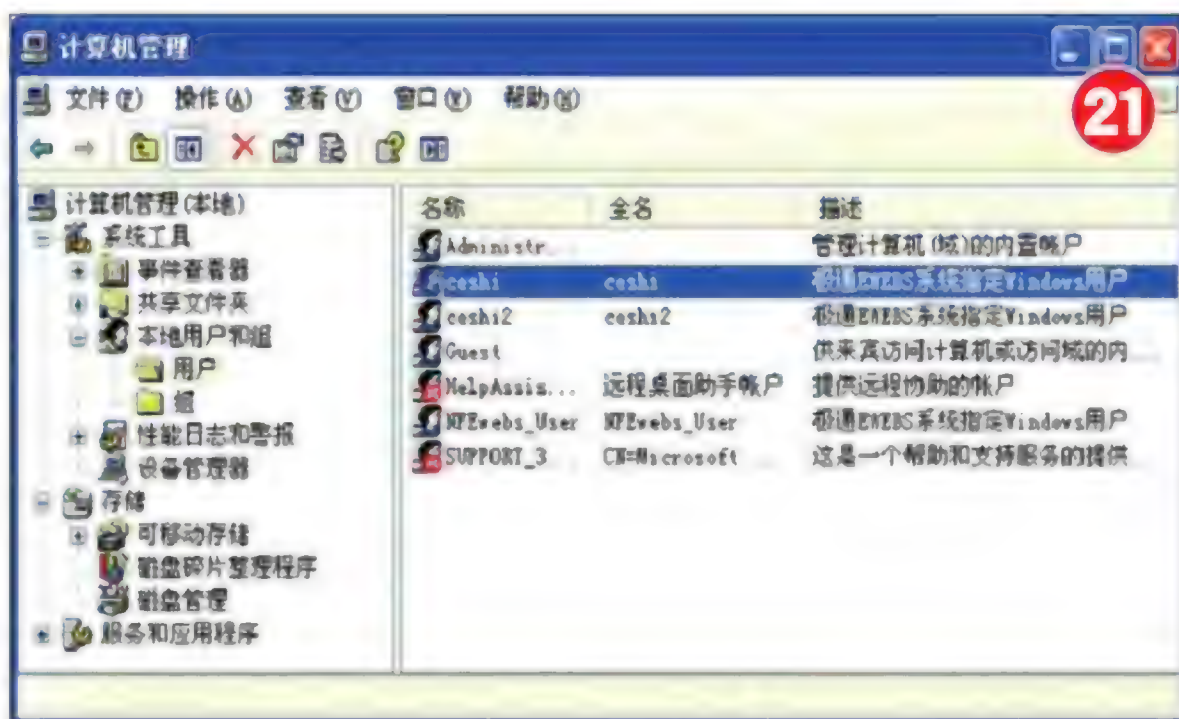 计算机管理
文件(F) 操作(A) 查看(V) 窗口(W) 帮助(H)
21
计算机管理(本地)
系统工具
事件查看器
共享文件夹
本地用户和组
用户
组
性能日志和警报
设备管理器
存储
可移动存储
磁盘碎片整理程序
磁盘管理
服务和应用程序
名称 全名 描述
Administr... 管理计算机(域)的内置帐户
ceshi ceshi 极通EWEBS系统指定Windows用户
ceshi2 ceshi2 极通EWEBS系统指定Windows用户
Guest 供来宾访问计算机或访问域的内...
HelpAssis... 远程桌面助手帐户 提供远程协助的帐户
NFEwebs_User NFEwebs_User 极通EWEBS系统指定Windows用户
SUPPORT_3... CN=Microsoft ... 这是一个帮助和支持服务的提供...